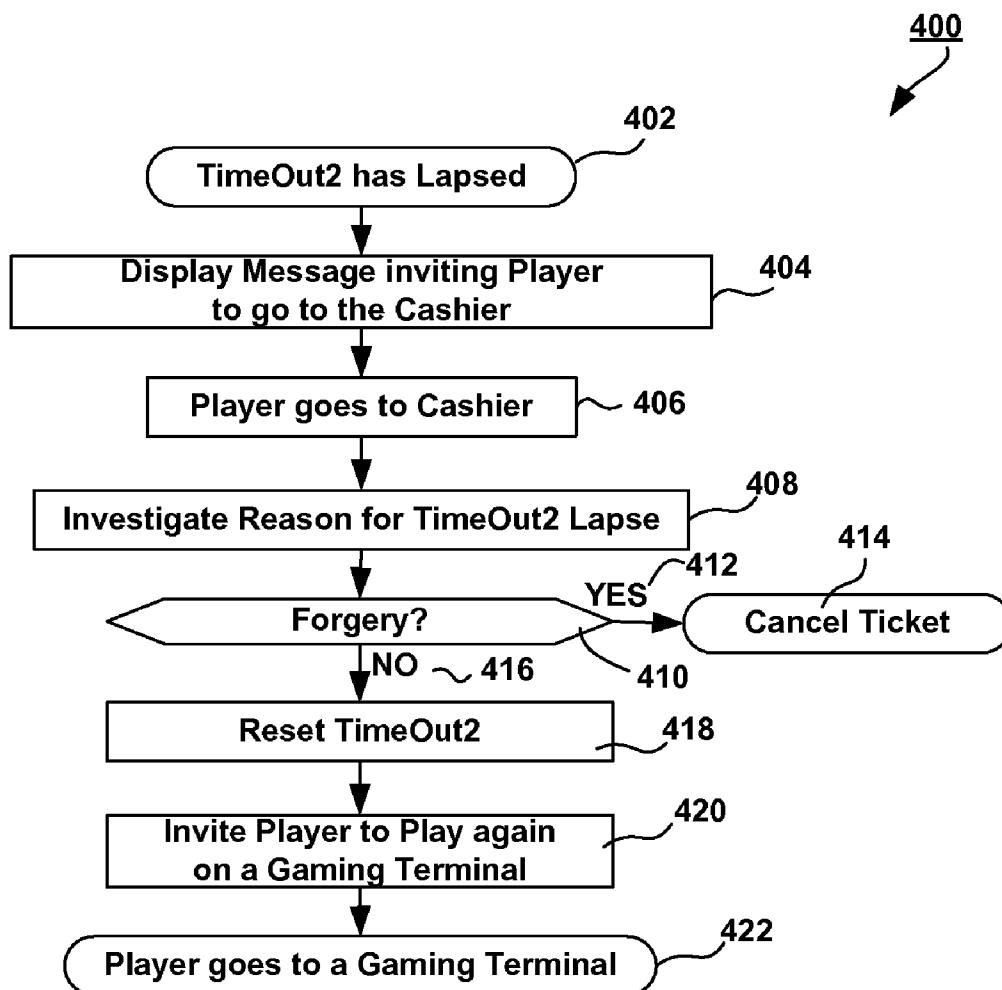 400
402
TimeOut2 has Lapsed
Display Message inviting Player
to go to the Cashier
404
Player goes to Cashier
406
Investigate Reason for TimeOut2 Lapse
408
Forgery?
YES
412
414
Cancel Ticket
410
NO
416
Reset TimeOut2
418
Invite Player to Play again
on a Gaming Terminal
420
Player goes to a Gaming Terminal
422